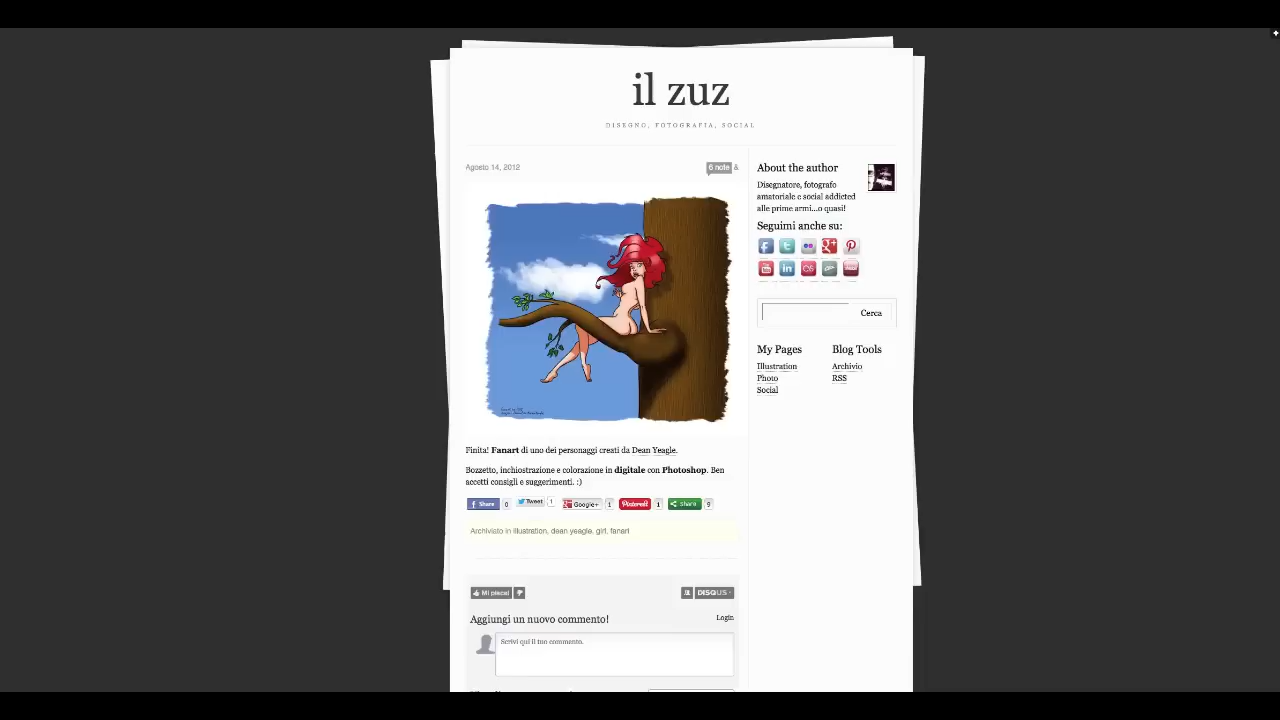 il zuz
DISEGNO, FOTOGRAFIA, SOCIAL
Agosto 14, 2012
6 note &
Finita! Fanart di uno dei personaggi creati da Dean Yeagle.
Bozzetto, inchiostrazione e colorazione in digitale con Photoshop. Ben
accetti consigli e suggerimenti. :)
Share 0 Tweet 1 Google+ 1 Pinterest 1 Share 9
Archiviato in illustration, dean yeagle, girl, fanart
Mi piace!
DISQUS
Aggiungi un nuovo commento!
Login
Scrivi qui il tuo commento.
About the author
Disegnatore, fotografo
amatoriale e social addicted
alle prime armi...o quasi!
Seguimi anche su:
Cerca
My Pages
Illustration
Photo
Social
Blog Tools
Archivio
RSS